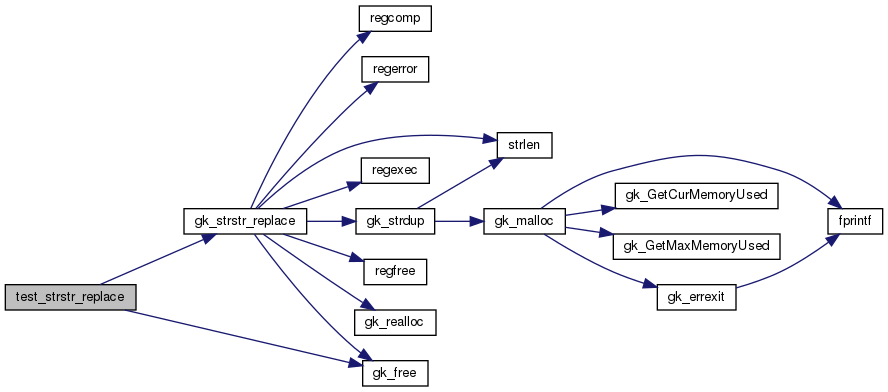 regcomp
regerror
strlen
regexec
gk_GetCurMemoryUsed
gk_strstr_replace
gk_strdup
gk_malloc
fprintf
gk_GetMaxMemoryUsed
regfree
test_strstr_replace
gk_errexit
gk_realloc
gk_free